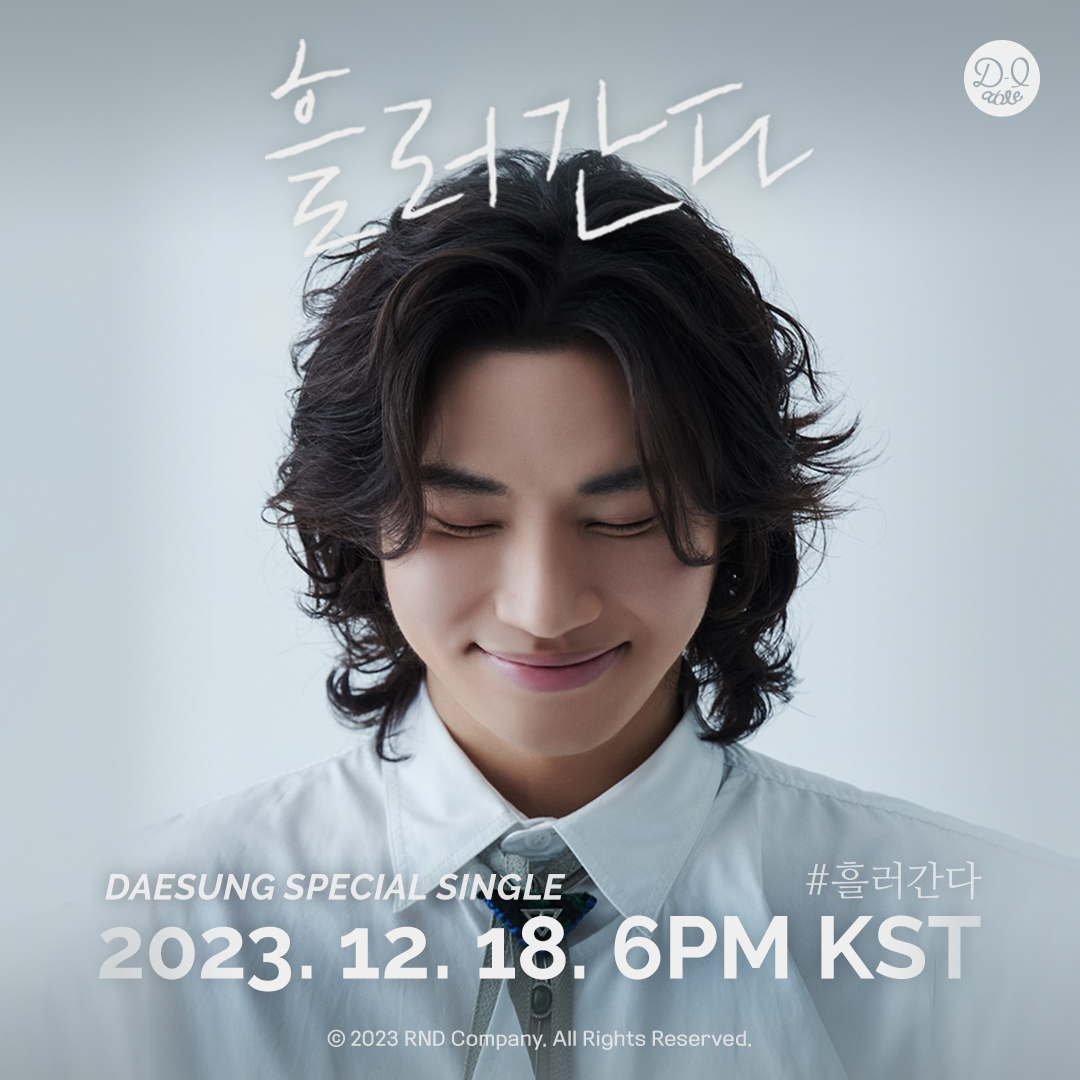 흘러간다
D-Q
able
DAESUNG SPECIAL SINGLE
#흘러간다
2023. 12. 18. 6PM KST
© 2023 RND Company. All Rights Reserved.